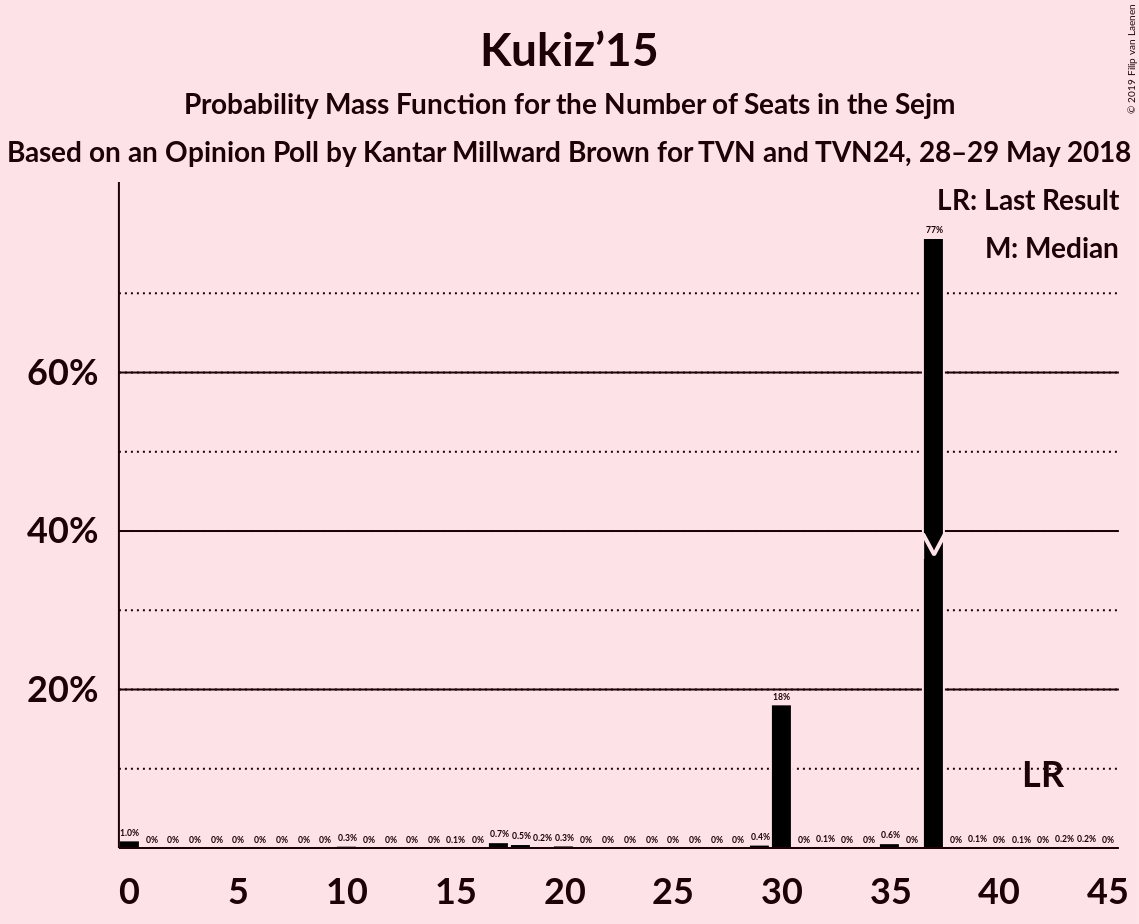 Kukiz’15
Probability Mass Function for the Number of Seats in the Sejm
Based on an Opinion Poll by Kantar Millward Brown for TVN and TVN24, 28–29 May 2018
© 2019 Filip van Laenen
LR: Last Result
M: Median
77%
60%
40%
20%
18%
LR
1.0% 0% 0% 0% 0% 0% 0% 0% 0% 0% 0.3% 0% 0% 0% 0% 0.1% 0% 0.7% 0.5% 0.2% 0.3% 0% 0% 0% 0% 0% 0% 0% 0% 0.4% 0% 0.1% 0% 0% 0.6% 0% 0% 0.1% 0% 0.1% 0% 0.2% 0.2% 0%
0 5 10 15 20 25 30 35 40 45